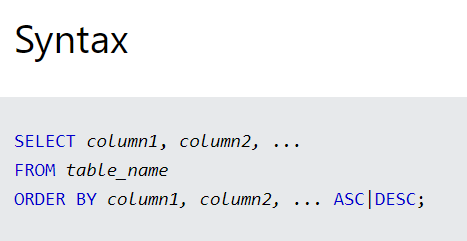 Syntax
SELECT column1, column2, ...
FROM table_name
ORDER BY column1, column2, ... ASC|DESC;